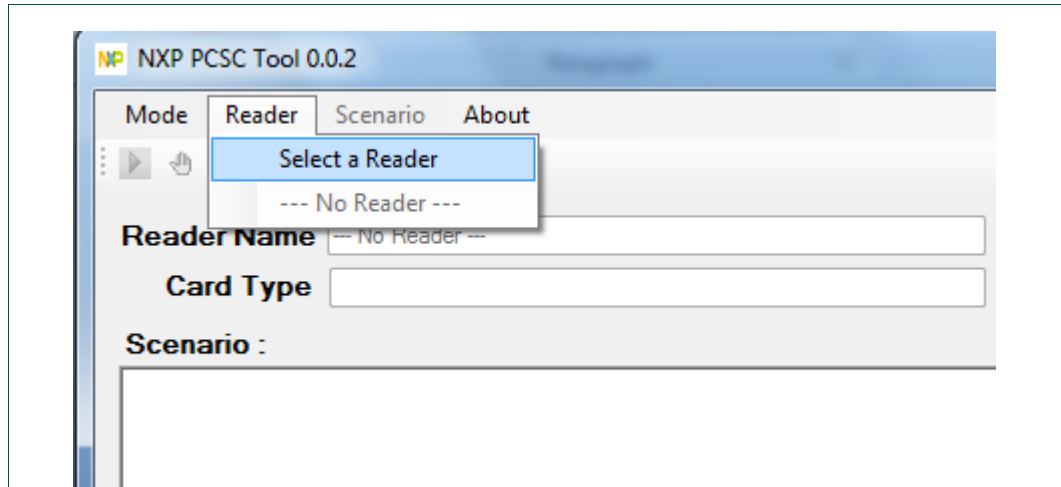 NXP PCSC Tool 0.0.2
Mode Reader Scenario About
Select a Reader
--- No Reader ---
Reader Name --- No Reader ---
Card Type
Scenario :